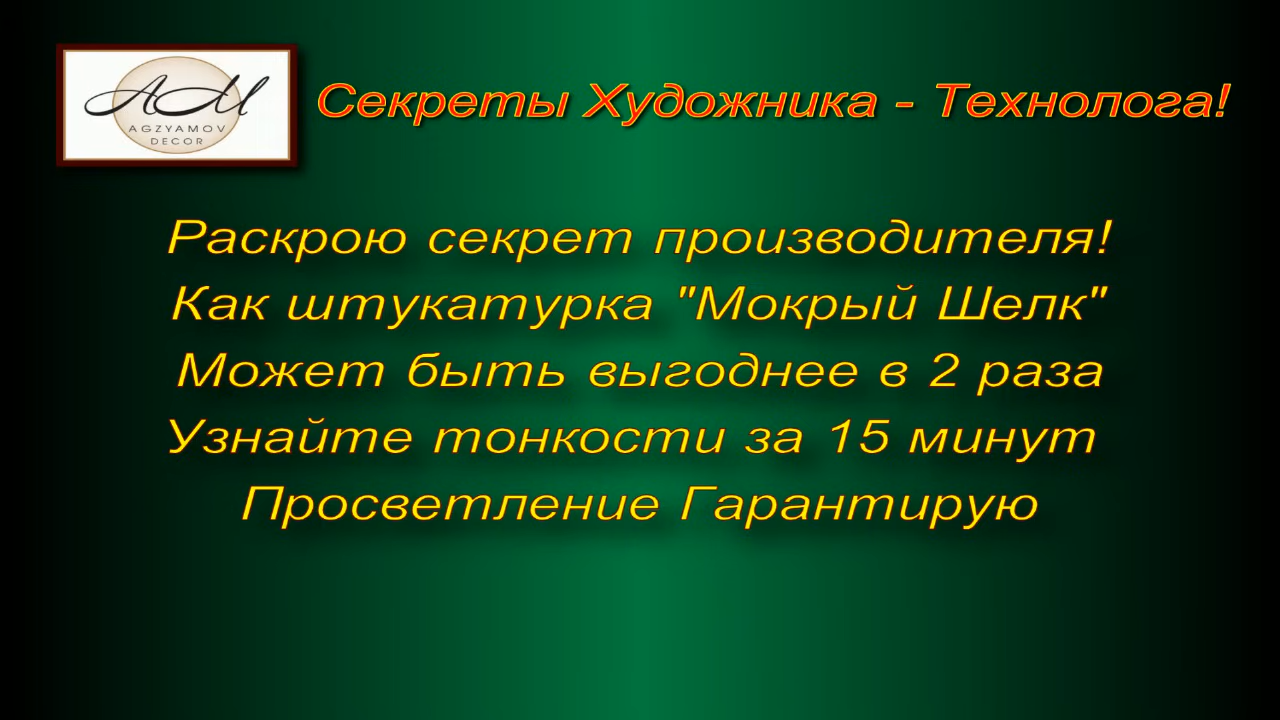 AM
AGZYAMOV
DECOR
Секреты Художника - Технолога!
Раскрою секрет производителя!
Как штукатурка "Мокрый Шелк"
Может быть выгоднее в 2 раза
Узнайте тонкости за 15 минут
Просветление Гарантирую